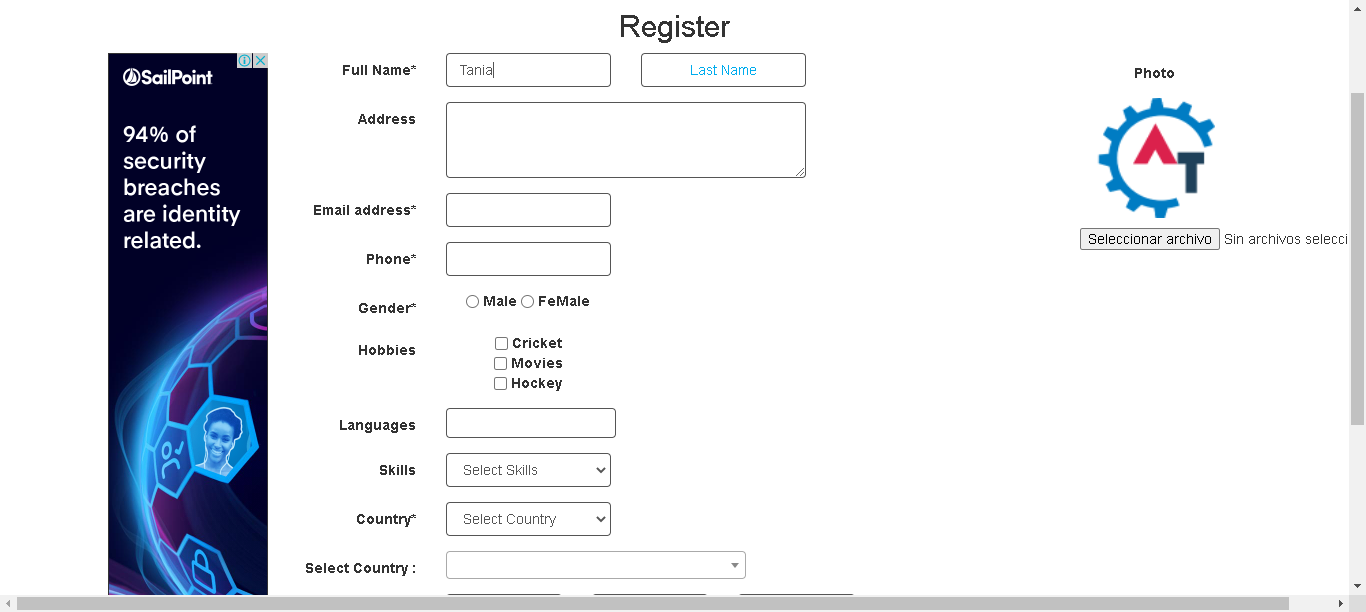 Register
SailPoint
94% of
security
breaches
are identity
related.
Full Name*
Tania
Last Name
Address
Email address*
Phone*
Gender*
Male
FeMale
Hobbies
Cricket
Movies
Hockey
Languages
Skills
Select Skills
Country*
Select Country
Select Country :
Photo
AT
Seleccionar archivo
Sin archivos selecci